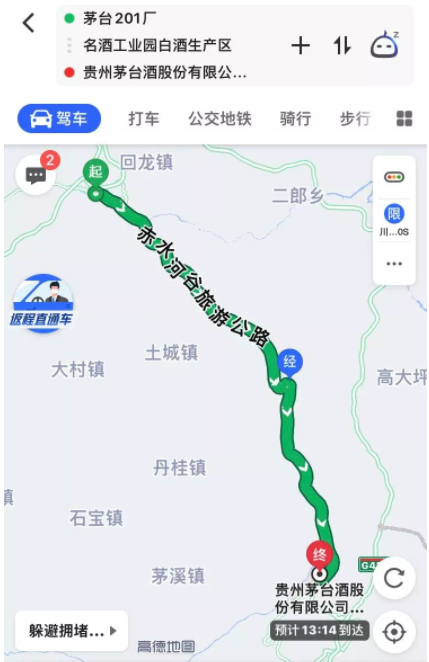 茅台201厂
名酒工业园白酒生产区
贵州茅台酒股份有限公...
驾车
打车
公交地铁
骑行
步行
2
起
回龙镇
二郎乡
限
川...0S
赤水河谷旅游公路
返程直通车
土城镇
大村镇
经
高大坪
丹桂镇
镇
石宝镇
茅溪镇
终
G4
贵州茅台酒股
份有限公司...
预计13:14到达
躲避拥堵...
高德地图